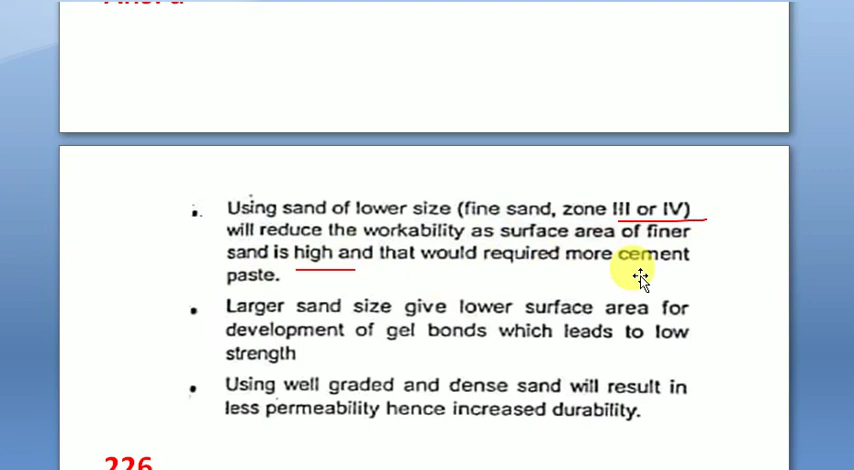 Using sand of lower size (fine sand, zone III or IV)
will reduce the workability as surface area of finer
sand is high and that would required more cement
paste.
Larger sand size give lower surface area for
development of gel bonds which leads to low
strength
Using well graded and dense sand will result in
less permeability hence increased durability.
226